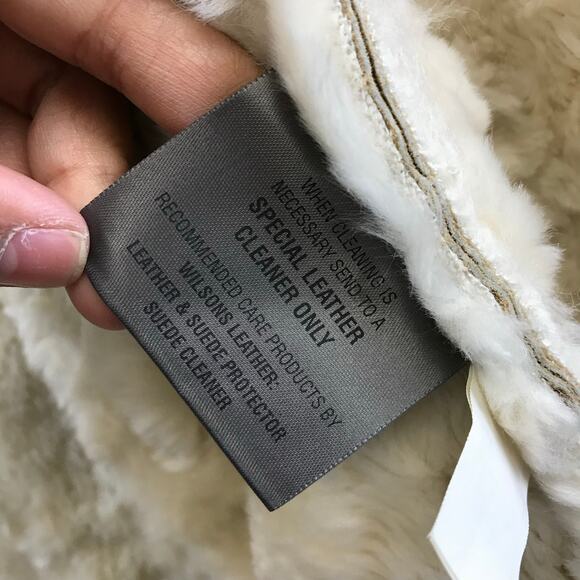 WHEN CLEANING IS
NECESSARY SEND TO A
SPECIAL LEATHER
CLEANER ONLY
RECOMMENDED CARE PRODUCTS BY
WILSONS LEATHER:
LEATHER & SUEDE PROTECTOR
SUEDE CLEANER